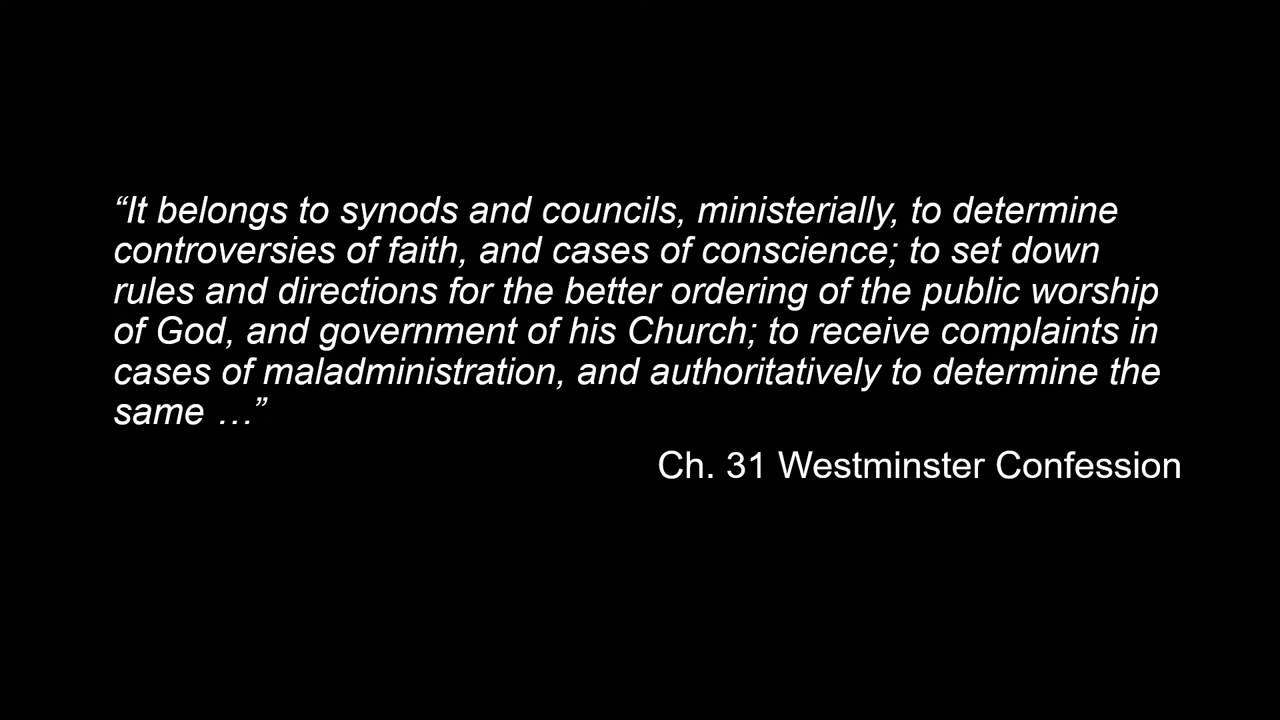 “It belongs to synods and councils, ministerially, to determine
controversies of faith, and cases of conscience; to set down
rules and directions for the better ordering of the public worship
of God, and government of his Church; to receive complaints in
cases of maladministration, and authoritatively to determine the
same …”
Ch. 31 Westminster Confession